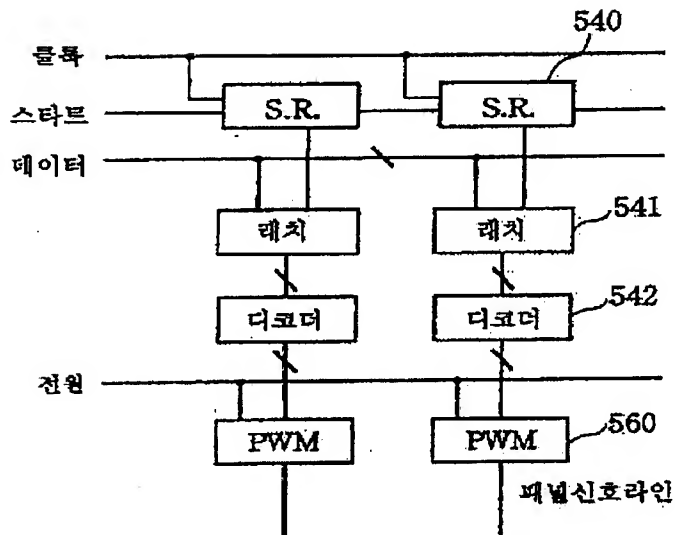 540
클록
S.R. S.R.
스타트
데이터
래치 래치 541
디코더 디코더 542
전원
PWM PWM 560
패널신호라인